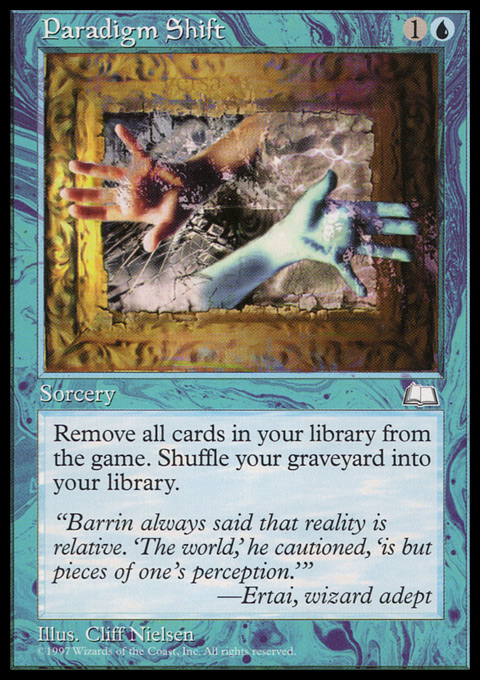 Paradigm Shift 1
Sorcery
Remove all cards in your library from
the game. Shuffle your graveyard into
your library.
“Barrin always said that reality is
relative. ‘The world,’ he cautioned, ‘is but
pieces of one’s perception.’”
—Ertai, wizard adept
Illus. Cliff Nielsen
©1997 Wizards of the Coast, Inc. All rights reserved.